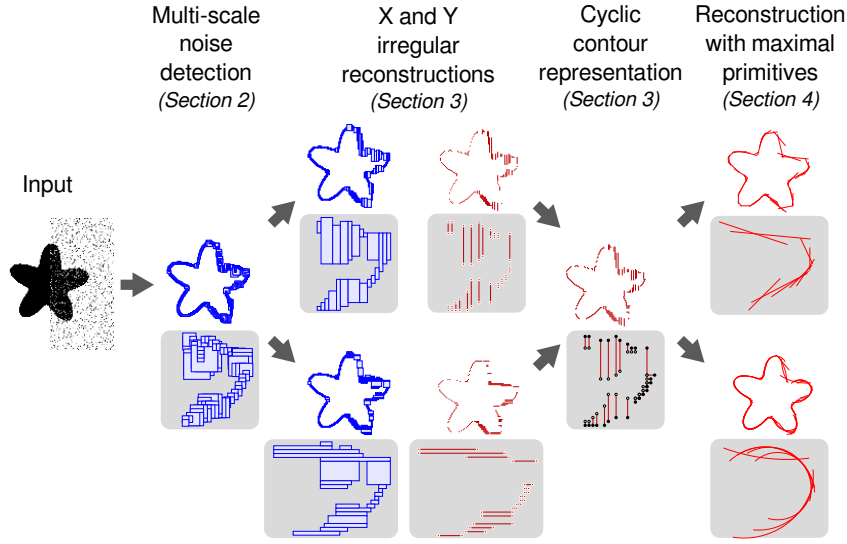 Multi-scale
noise
detection
(Section 2)
X and Y
irregular
reconstructions
(Section 3)
Cyclic
contour
representation
(Section 3)
Reconstruction
with maximal
primitives
(Section 4)
Input